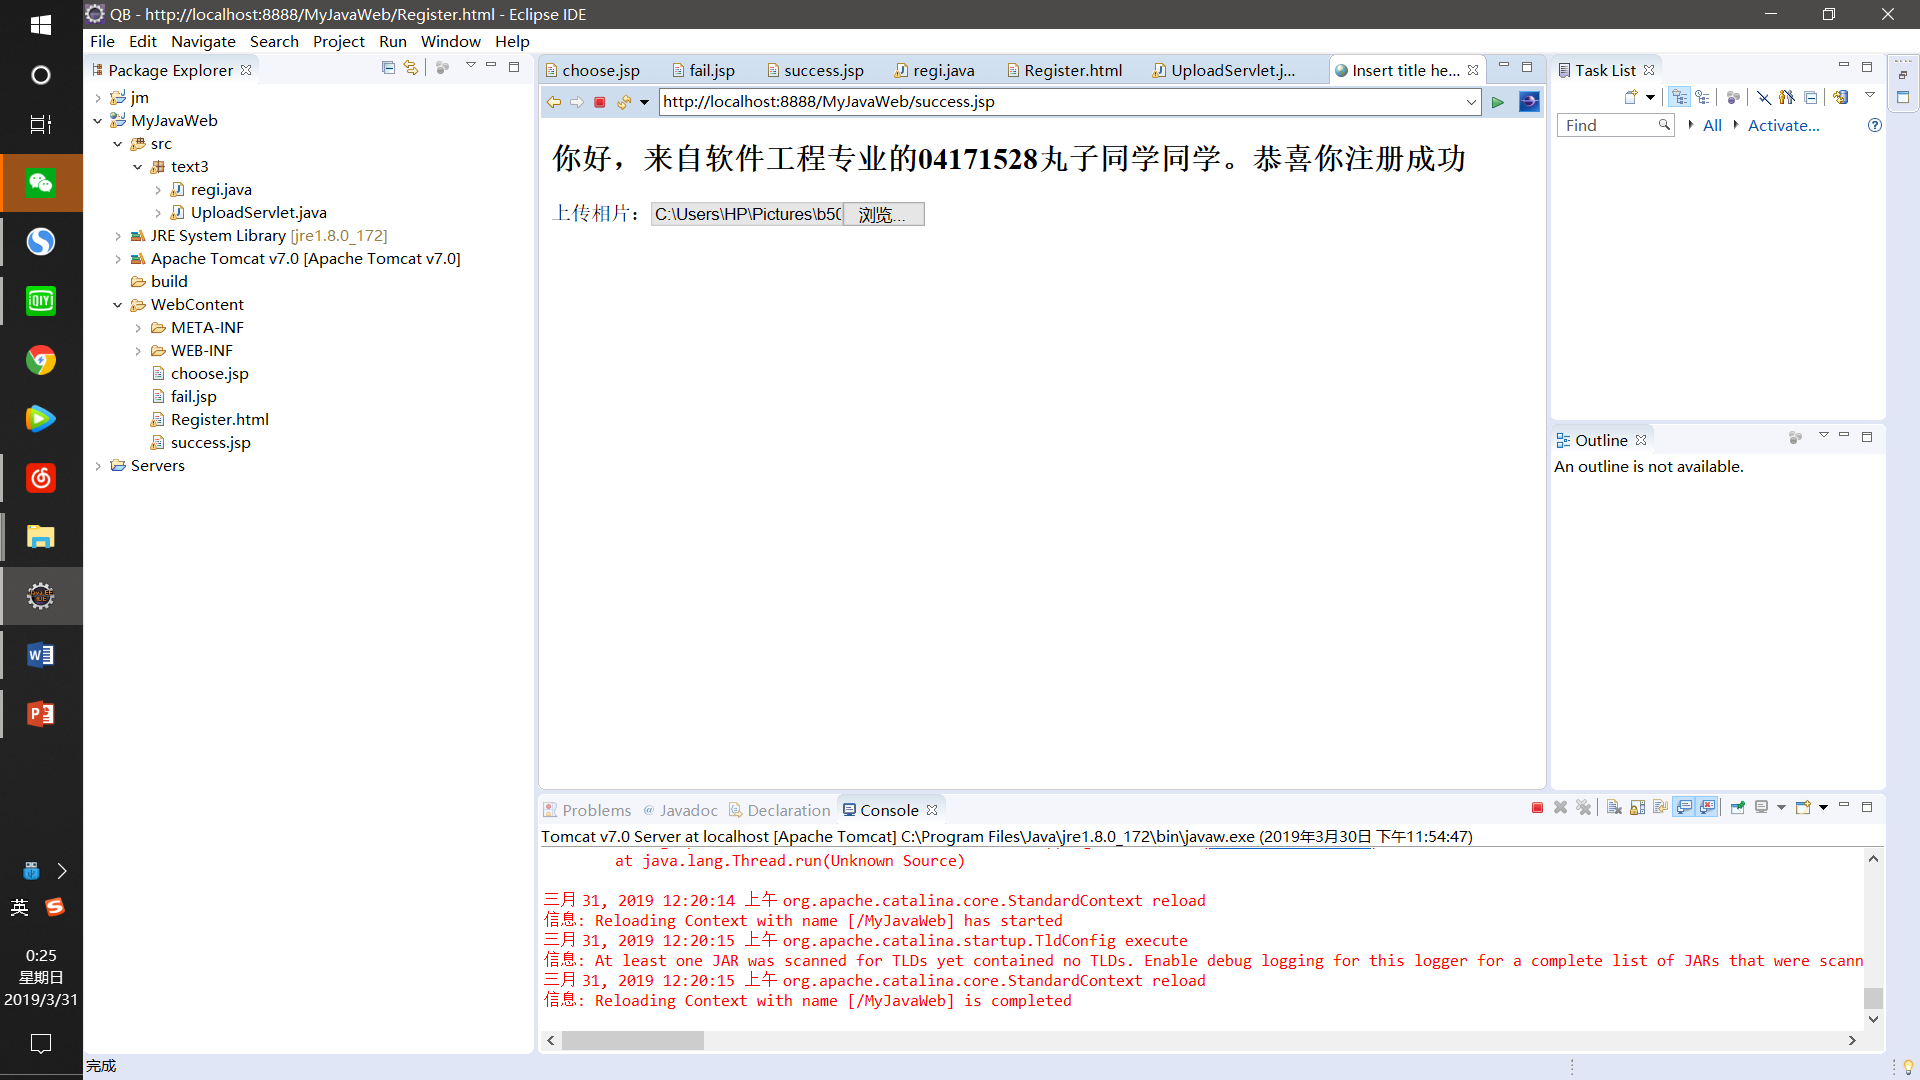 QB - http://localhost:8888/MyJavaWeb/Register.html - Eclipse IDE
File Edit Navigate Search Project Run Window Help
Package Explorer
jm
MyJavaWeb
src
text3
regi.java
UploadServlet.java
JRE System Library [jre1.8.0_172]
Apache Tomcat v7.0 [Apache Tomcat v7.0]
build
WebContent
META-INF
WEB-INF
choose.jsp
fail.jsp
Register.html
success.jsp
Servers
choose.jsp fail.jsp success.jsp regi.java Register.html UploadServlet.j... Insert title he...
http://localhost:8888/MyJavaWeb/success.jsp
你好，来自软件工程专业的04171528丸子同学同学。恭喜你注册成功
上传相片： C:\Users\HP\Pictures\b50 浏览...
Task List
Find All Activate...
Outline
An outline is not available.
Problems Javadoc Declaration Console
Tomcat v7.0 Server at localhost [Apache Tomcat] C:\Program Files\Java\jre1.8.0_172\bin\javaw.exe (2019年3月30日 下午11:54:47)
at java.lang.Thread.run(Unknown Source)
三月 31, 2019 12:20:14 上午 org.apache.catalina.core.StandardContext reload
信息: Reloading Context with name [/MyJavaWeb] has started
三月 31, 2019 12:20:15 上午 org.apache.catalina.startup.TldConfig execute
信息: At least one JAR was scanned for TLDs yet contained no TLDs. Enable debug logging for this logger for a complete list of JARs that were scann
三月 31, 2019 12:20:15 上午 org.apache.catalina.core.StandardContext reload
信息: Reloading Context with name [/MyJavaWeb] is completed
完成
QIYI
英
0:25
星期日
2019/3/31